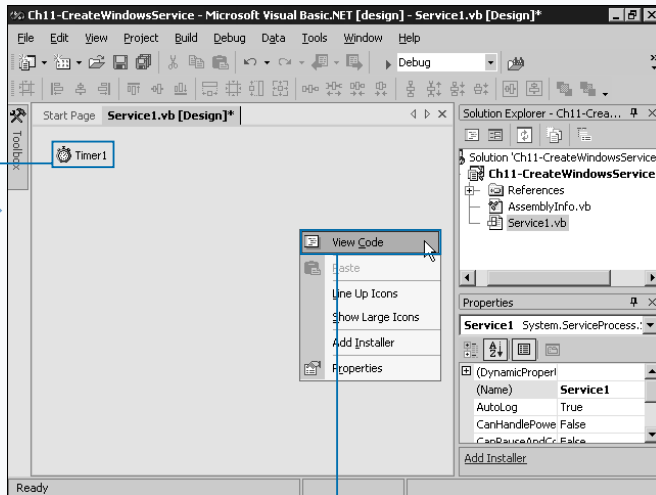 Ch11-CreateWindowsService - Microsoft Visual Basic.NET [design] - Service1.vb [Design]*
File Edit View Project Build Debug Data Tools Window Help
Debug
Start Page Service1.vb [Design]*
Toolbox
Timer1
View Code
Paste
Line Up Icons
Show Large Icons
Add Installer
Properties
Solution Explorer - Ch11-Crea...
Solution 'Ch11-CreateWindowsService
Ch11-CreateWindowsService
References
AssemblyInfo.vb
Service1.vb
Properties
Service1 System.ServiceProcess.
(DynamicPropert
(Name) Service1
AutoLog True
CanHandlePowe False
CanPauseAndCo False
Add Installer
Ready